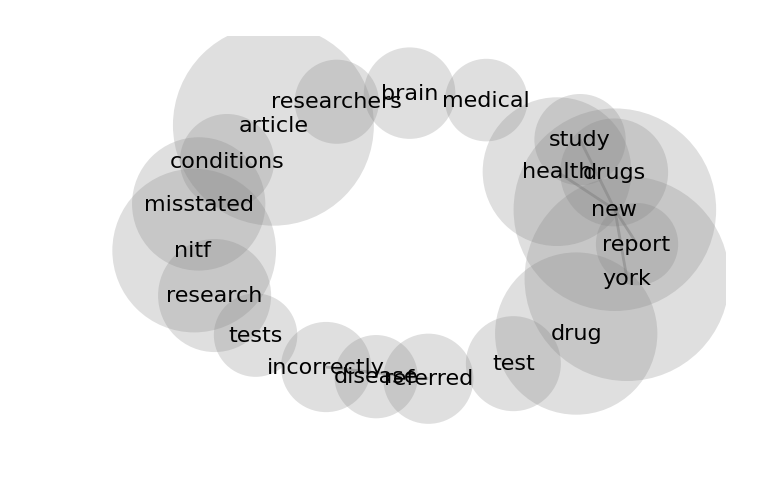 brain
medical
researchers
article
study
conditions
health
drugs
misstated
new
report
nitf
york
research
drug
tests
test
incorrectly
disease
referred